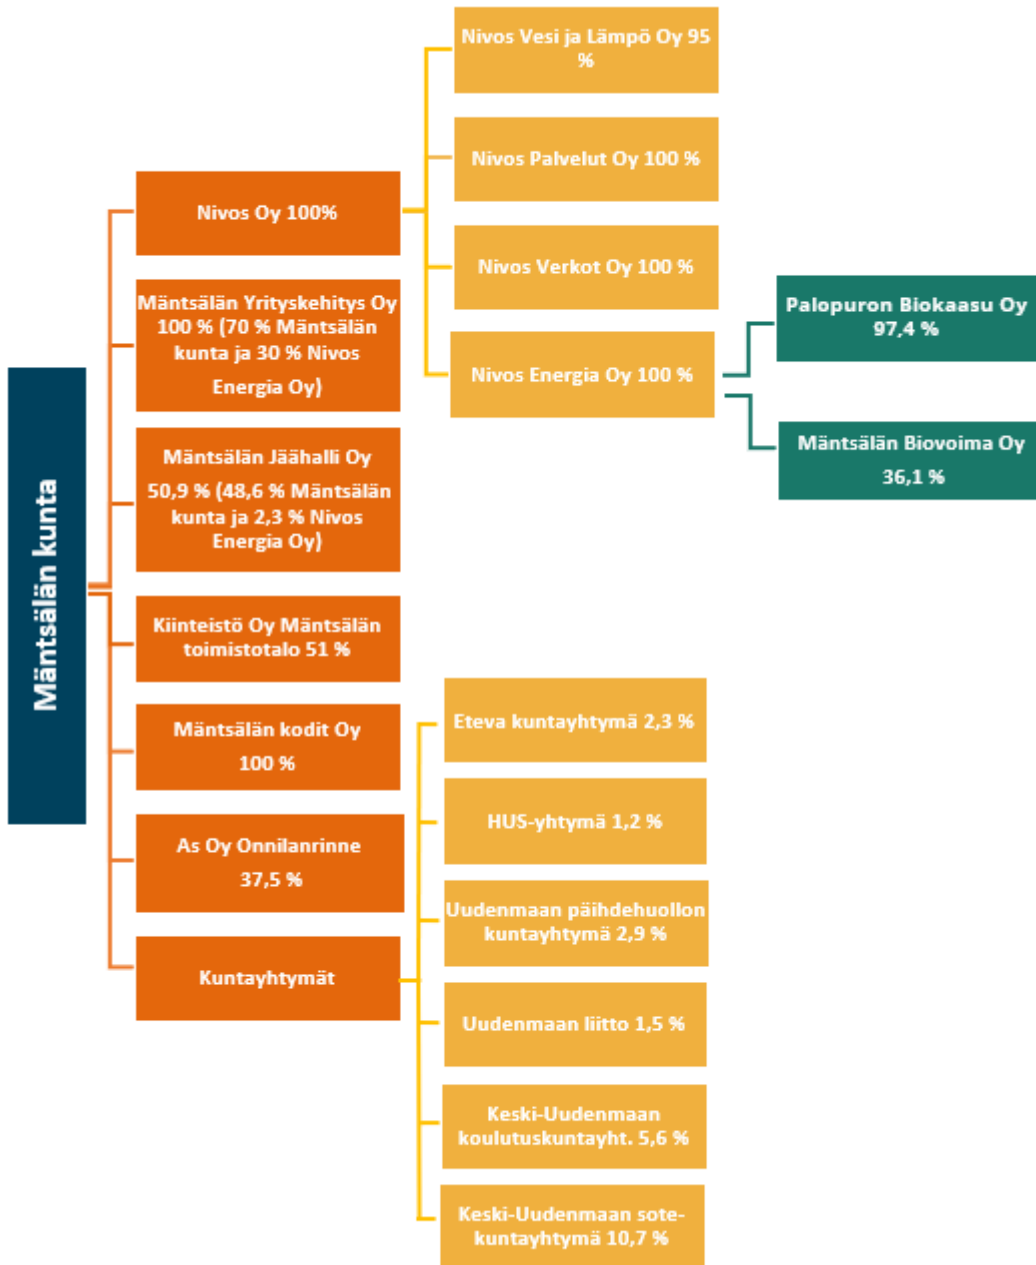 Mäntsälän kunta
Nivos Oy 100%
Mäntsälän Yrityskehitys Oy
100 % (70 % Mäntsälän
kunta ja 30 % Nivos
Energia Oy)
Mäntsälän Jäähalli Oy
50,9 % (48,6 % Mäntsälän
kunta ja 2,3 % Nivos
Energia Oy)
Kiinteistö Oy Mäntsälän
toimistotalo 51 %
Mäntsälän kodit Oy
100 %
As Oy Onnilanrinne
37,5 %
Kuntayhtymät
Nivos Vesi ja Lämpö Oy 95
%
Nivos Palvelut Oy 100 %
Nivos Verkot Oy 100 %
Nivos Energia Oy 100 %
Palopuron Biokaasu Oy
97,4 %
Mäntsälän Biovoima Oy
36,1 %
Eteva kuntayhtymä 2,3 %
HUS-yhtymä 1,2 %
Uudenmaan päihdehuollon
kuntayhtymä 2,9 %
Uudenmaan liitto 1,5 %
Keski-Uudenmaan
koulutuskuntayht. 5,6 %
Keski-Uudenmaan sote-
kuntayhtymä 10,7 %